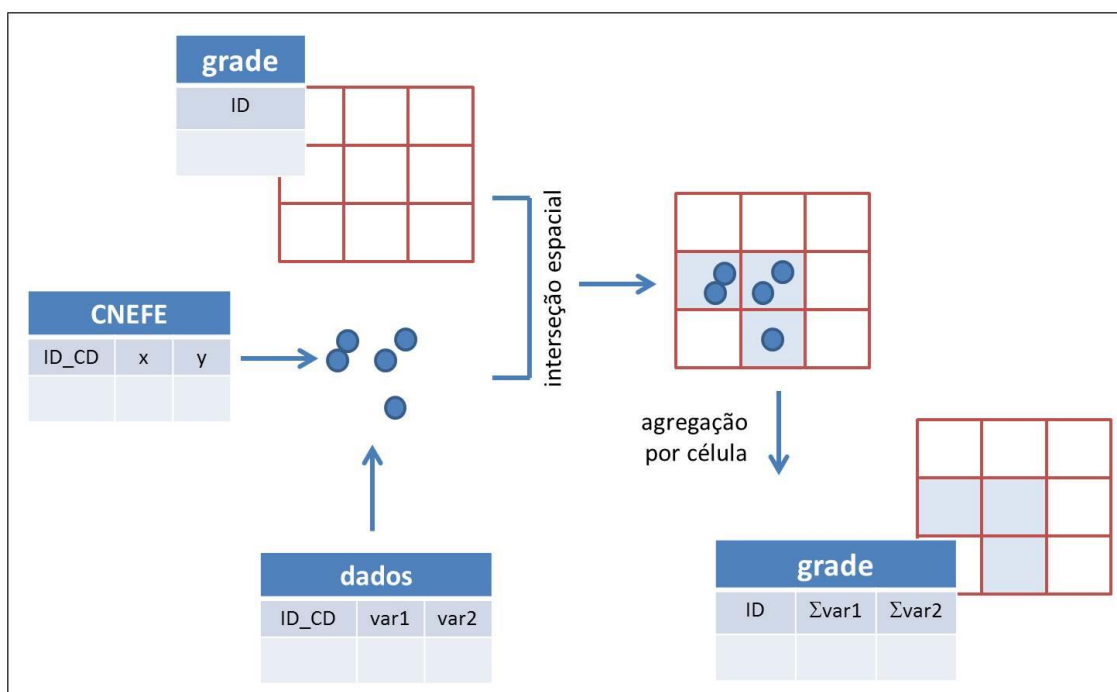 grade
ID
CNEFE
ID_CD x y
interseção espacial
dados
ID_CD var1 var2
agregação
por célula
grade
ID Σvar1 Σvar2